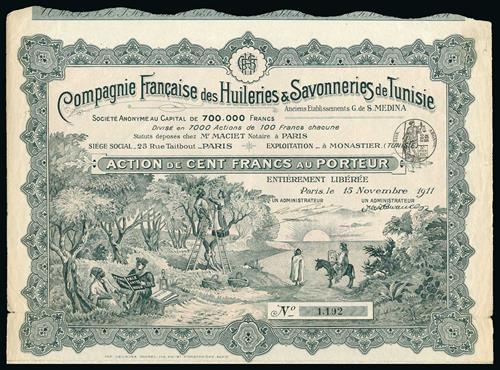 Compagnie Française des Huileries & Savonneries de Tunisie
Anciens Etablissements G. de S. MEDINA
SOCIÉTÉ ANONYME AU CAPITAL DE 700.000 FRANCS
Divisé en 7000 Actions de 100 Francs chacune
Statuts déposés chez Mr MACIET Notaire à PARIS
SIÈGE SOCIAL _ 23 Rue Taitbout _ PARIS EXPLOITATION _ à MONASTIER. (TUNISIE)
ACTION DE CENT FRANCS AU PORTEUR
ENTIÈREMENT LIBÉRÉE
Paris, le 15 Novembre 1911
UN ADMINISTRATEUR UN ADMINISTRATEUR
No 1,192